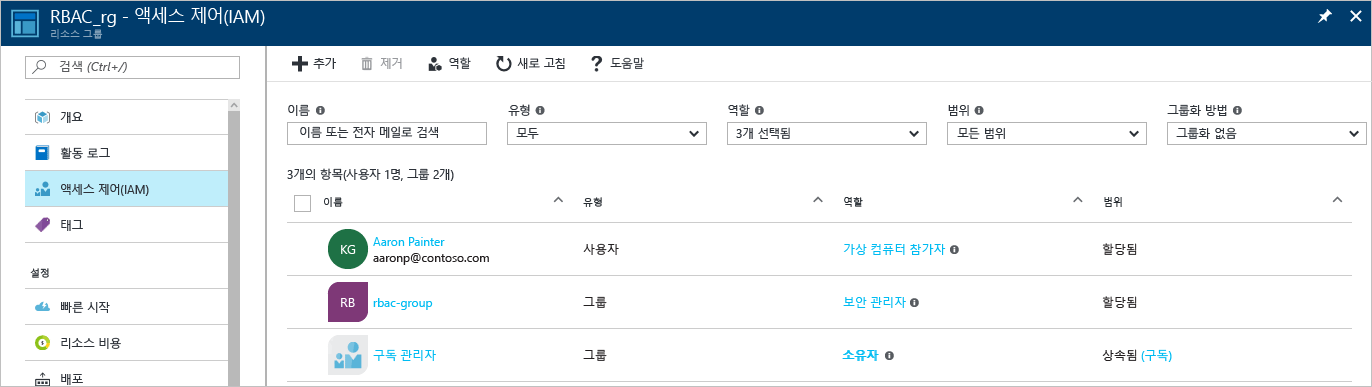 RBAC_rg - 액세스 제어(IAM)
리소스 그룹
검색 (Ctrl+/)
개요
활동 로그
액세스 제어(IAM)
태그
설정
빠른 시작
리소스 비용
배포
추가 제거 역할 새로 고침 도움말
이름 유형 역할 범위 그룹화 방법
이름 또는 전자 메일로 검색 모두 3개 선택됨 모든 범위 그룹화 없음
3개의 항목(사용자 1명, 그룹 2개)
이름 유형 역할 범위
KG Aaron Painter 사용자 가상 컴퓨터 참가자 할당됨
aaronp@contoso.com
RB rbac-group 그룹 보안 관리자 할당됨
구독 관리자 그룹 소유자 상속됨 (구독)